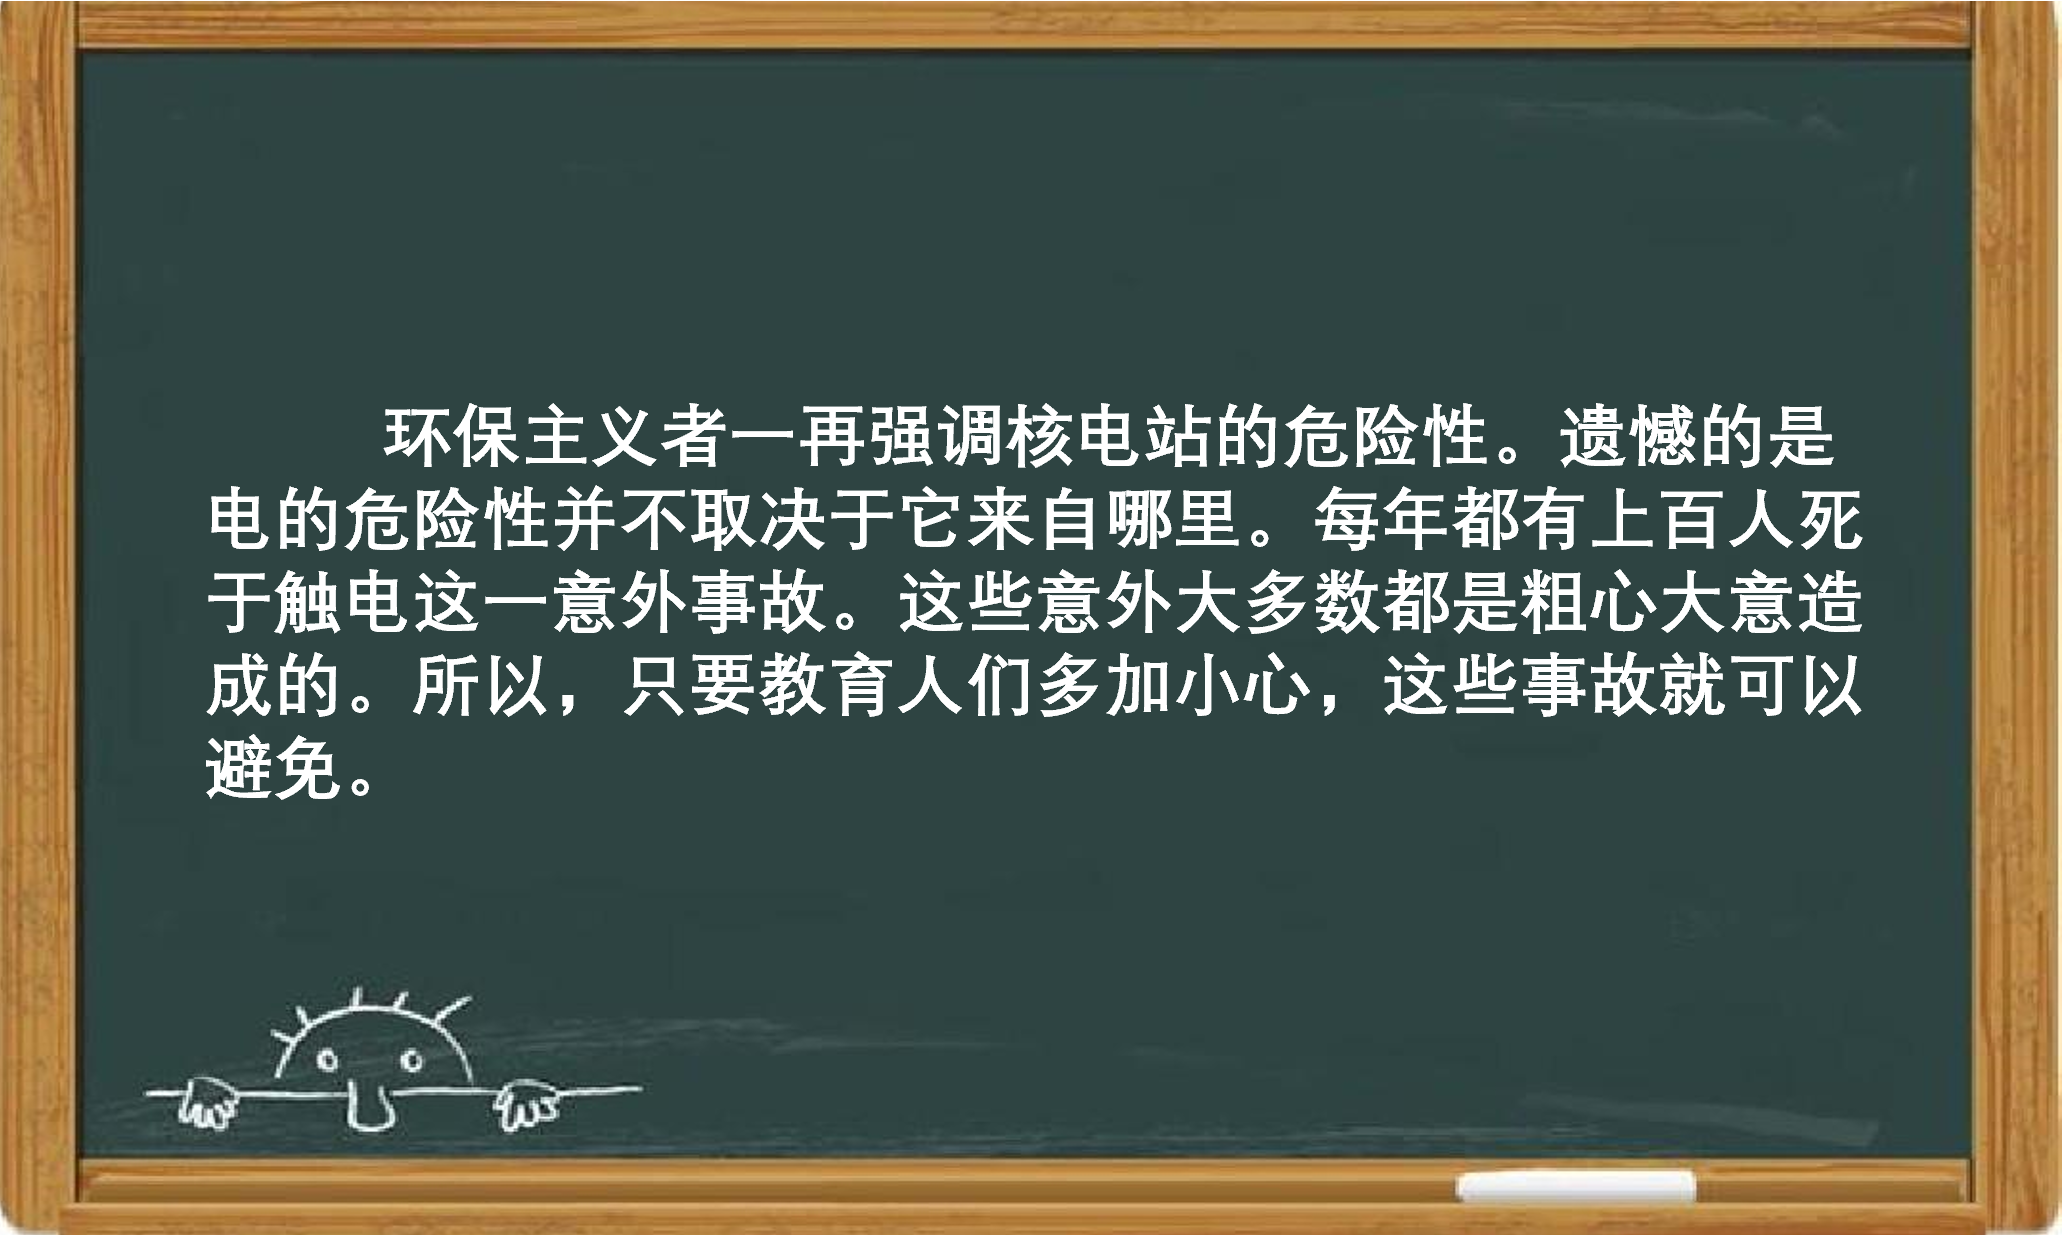 环保主义者一再强调核电站的危险性。遗憾的是
电的危险性并不取决于它来自哪里。每年都有上百人死
于触电这一意外事故。这些意外大多数都是粗心大意造
成的。所以，只要教育人们多加小心，这些事故就可以
避免。